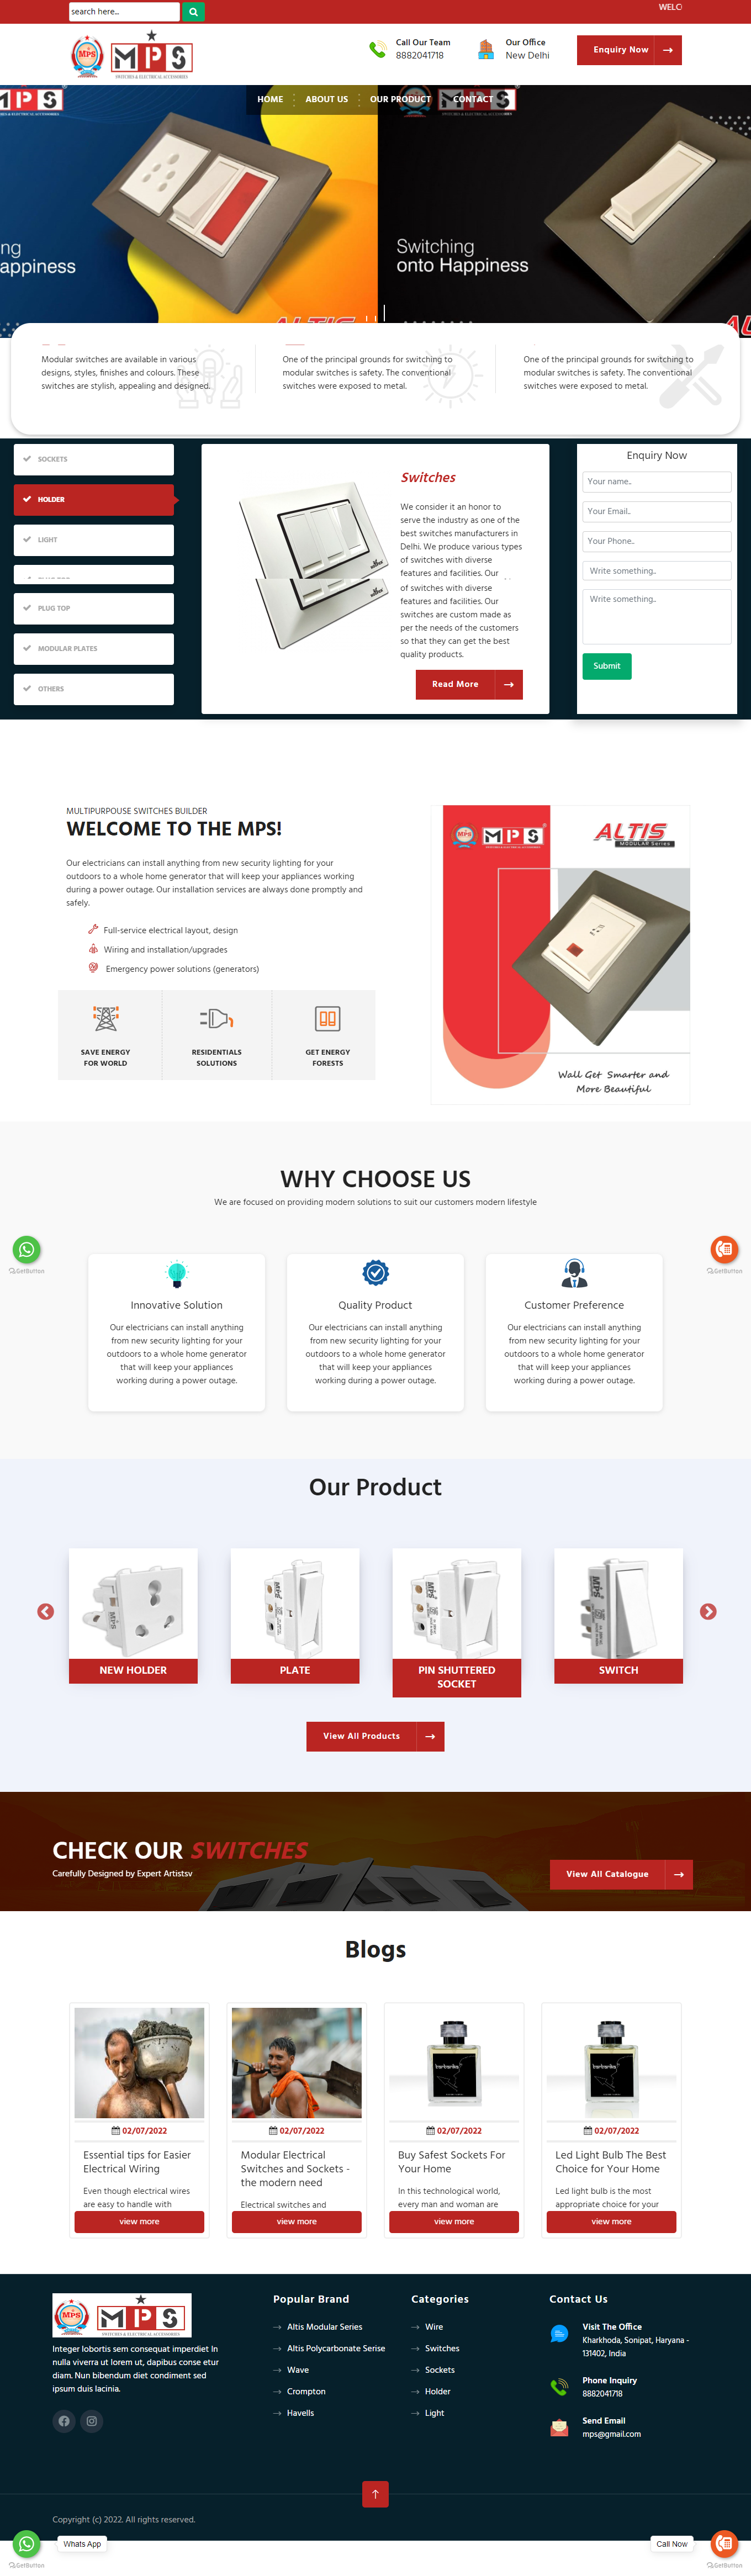 search here..
WELC
MPS
MPS
SWITCHES & ELECTRICAL ACCESSORIES
Call Our Team
8882041718
Our Office
New Delhi
Enquiry Now
HOME
ABOUT US
OUR PRODUCT
CONTACT
ng
appiness
Switching
onto Happiness
ALTIS
Modular switches are available in various
designs, styles, finishes and colours. These
switches are stylish, appealing and designed.
One of the principal grounds for switching to
modular switches is safety. The conventional
switches were exposed to metal.
One of the principal grounds for switching to
modular switches is safety. The conventional
switches were exposed to metal.
SOCKETS
HOLDER
LIGHT
PLUG TOP
MODULAR PLATES
OTHERS
Switches
We consider it an honor to
serve the industry as one of the
best switches manufacturers in
Delhi. We produce various types
of switches with diverse
features and facilities. Our
of switches with diverse
features and facilities. Our
switches are custom made as
per the needs of the customers
so that they can get the best
quality products.
Read More
Enquiry Now
Your name..
Your Email..
Your Phone..
Write something..
Write something..
Submit
MULTIPURPOUSE SWITCHES BUILDER
WELCOME TO THE MPS!
Our electricians can install anything from new security lighting for your
outdoors to a whole home generator that will keep your appliances working
during a power outage. Our installation services are always done promptly and
safely.
Full-service electrical layout, design
Wiring and installation/upgrades
Emergency power solutions (generators)
SAVE ENERGY
FOR WORLD
RESIDENTIALS
SOLUTIONS
GET ENERGY
FORESTS
MPS
MPS
ALTIS
MODULAR Series
Wall Get Smarter and
More Beautiful
WHY CHOOSE US
We are focused on providing modern solutions to suit our customers modern lifestyle
GetButton
GetButton
Innovative Solution
Our electricians can install anything
from new security lighting for your
outdoors to a whole home generator
that will keep your appliances
working during a power outage.
Quality Product
Our electricians can install anything
from new security lighting for your
outdoors to a whole home generator
that will keep your appliances
working during a power outage.
Customer Preference
Our electricians can install anything
from new security lighting for your
outdoors to a whole home generator
that will keep your appliances
working during a power outage.
Our Product
NEW HOLDER
PLATE
PIN SHUTTERED
SOCKET
SWITCH
View All Products
CHECK OUR SWITCHES
Carefully Designed by Expert Artistsv
View All Catalogue
Blogs
02/07/2022
Essential tips for Easier
Electrical Wiring
Even though electrical wires
are easy to handle with
view more
02/07/2022
Modular Electrical
Switches and Sockets -
the modern need
Electrical switches and
view more
02/07/2022
Buy Safest Sockets For
Your Home
In this technological world,
every man and woman are
view more
02/07/2022
Led Light Bulb The Best
Choice for Your Home
Led light bulb is the most
appropriate choice for your
view more
MPS
MPS
SWITCHES & ELECTRICAL ACCESSORIES
Integer lobortis sem consequat imperdiet In
nulla viverra ut lorem ut, dapibus conse etur
diam. Nun bibendum diet condiment sed
ipsum duis lacinia.
Popular Brand
Altis Modular Series
Altis Polycarbonate Serise
Wave
Crompton
Havells
Categories
Wire
Switches
Sockets
Holder
Light
Contact Us
Visit The Office
Kharkhoda, Sonipat, Haryana -
131402, India
Phone Inquiry
8882041718
Send Email
mps@gmail.com
Copyright (c) 2022. All rights reserved.
Whats App
Call Now
GetButton
GetButton